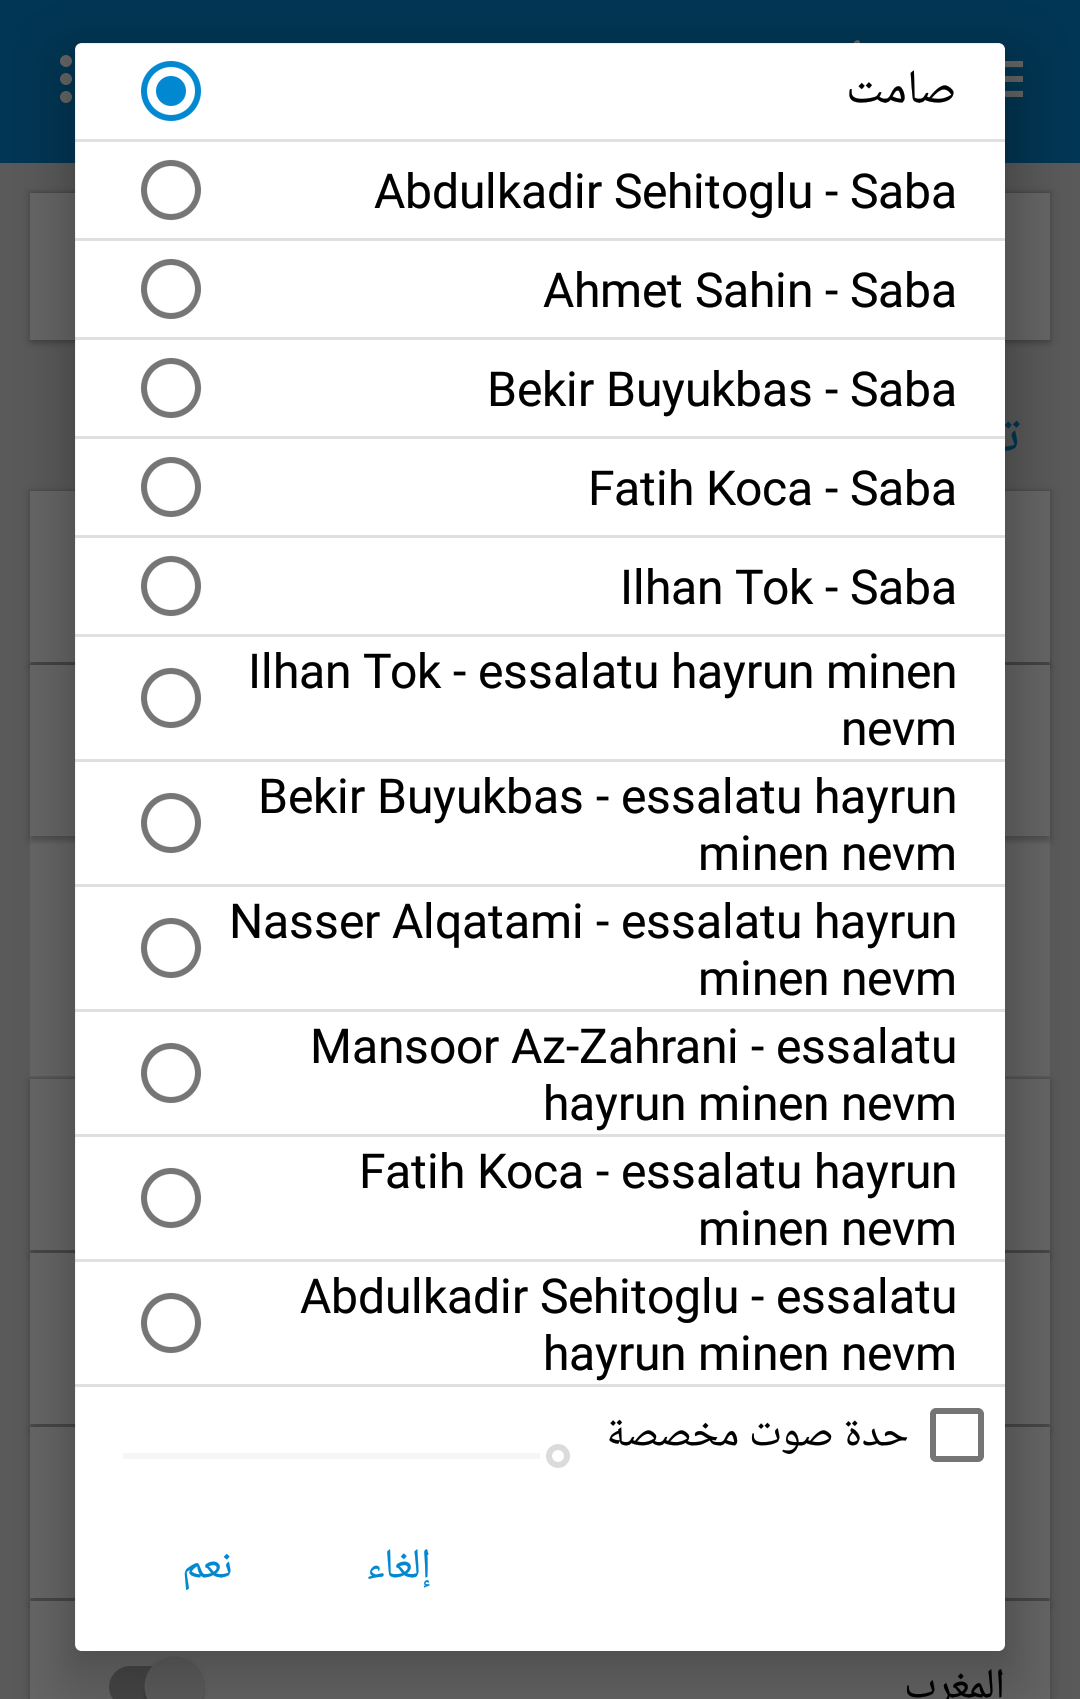 صامت
Abdulkadir Sehitoglu - Saba
Ahmet Sahin - Saba
Bekir Buyukbas - Saba
Fatih Koca - Saba
Ilhan Tok - Saba
Ilhan Tok - essalatu hayrun minen
nevm
Bekir Buyukbas - essalatu hayrun
minen nevm
Nasser Alqatami - essalatu hayrun
minen nevm
Mansoor Az-Zahrani - essalatu
hayrun minen nevm
Fatih Koca - essalatu hayrun
minen nevm
Abdulkadir Sehitoglu - essalatu
hayrun minen nevm
حدة صوت مخصصة
إلغاء
نعم
المغرب